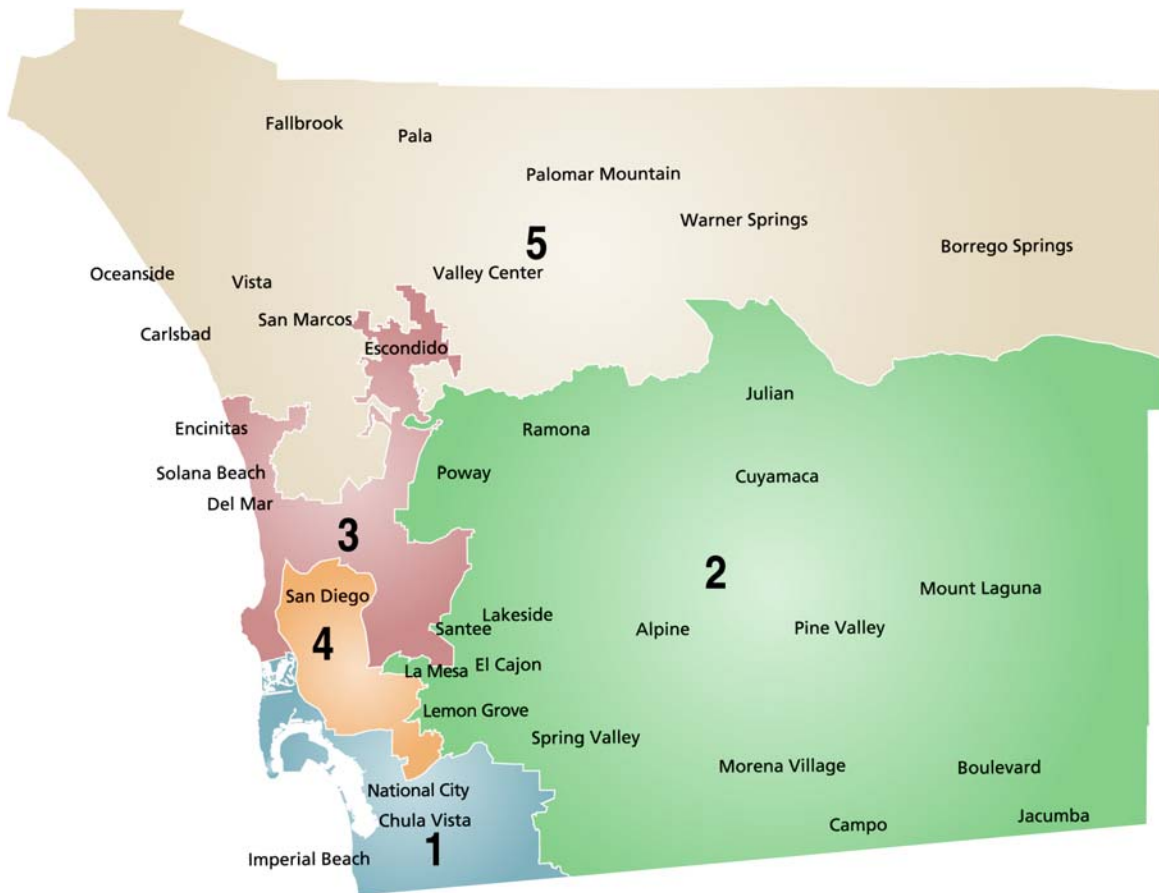 Fallbrook
Pala
Palomar Mountain
Warner Springs
5
Borrego Springs
Oceanside
Vista
Valley Center
San Marcos
Carlsbad
Escondido
Julian
Encinitas
Ramona
Solana Beach
Poway
Cuyamaca
Del Mar
3
2
Mount Laguna
San Diego
Lakeside
Santee
Alpine
Pine Valley
4
La Mesa
El Cajon
Lemon Grove
Spring Valley
Morena Village
Boulevard
National City
Chula Vista
Campo
Jacumba
1
Imperial Beach